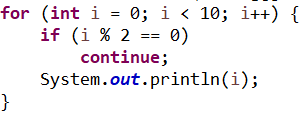 for (int i = 0; i < 10; i++) {
    if (i % 2 == 0)
        continue;
    System.out.println(i);
}